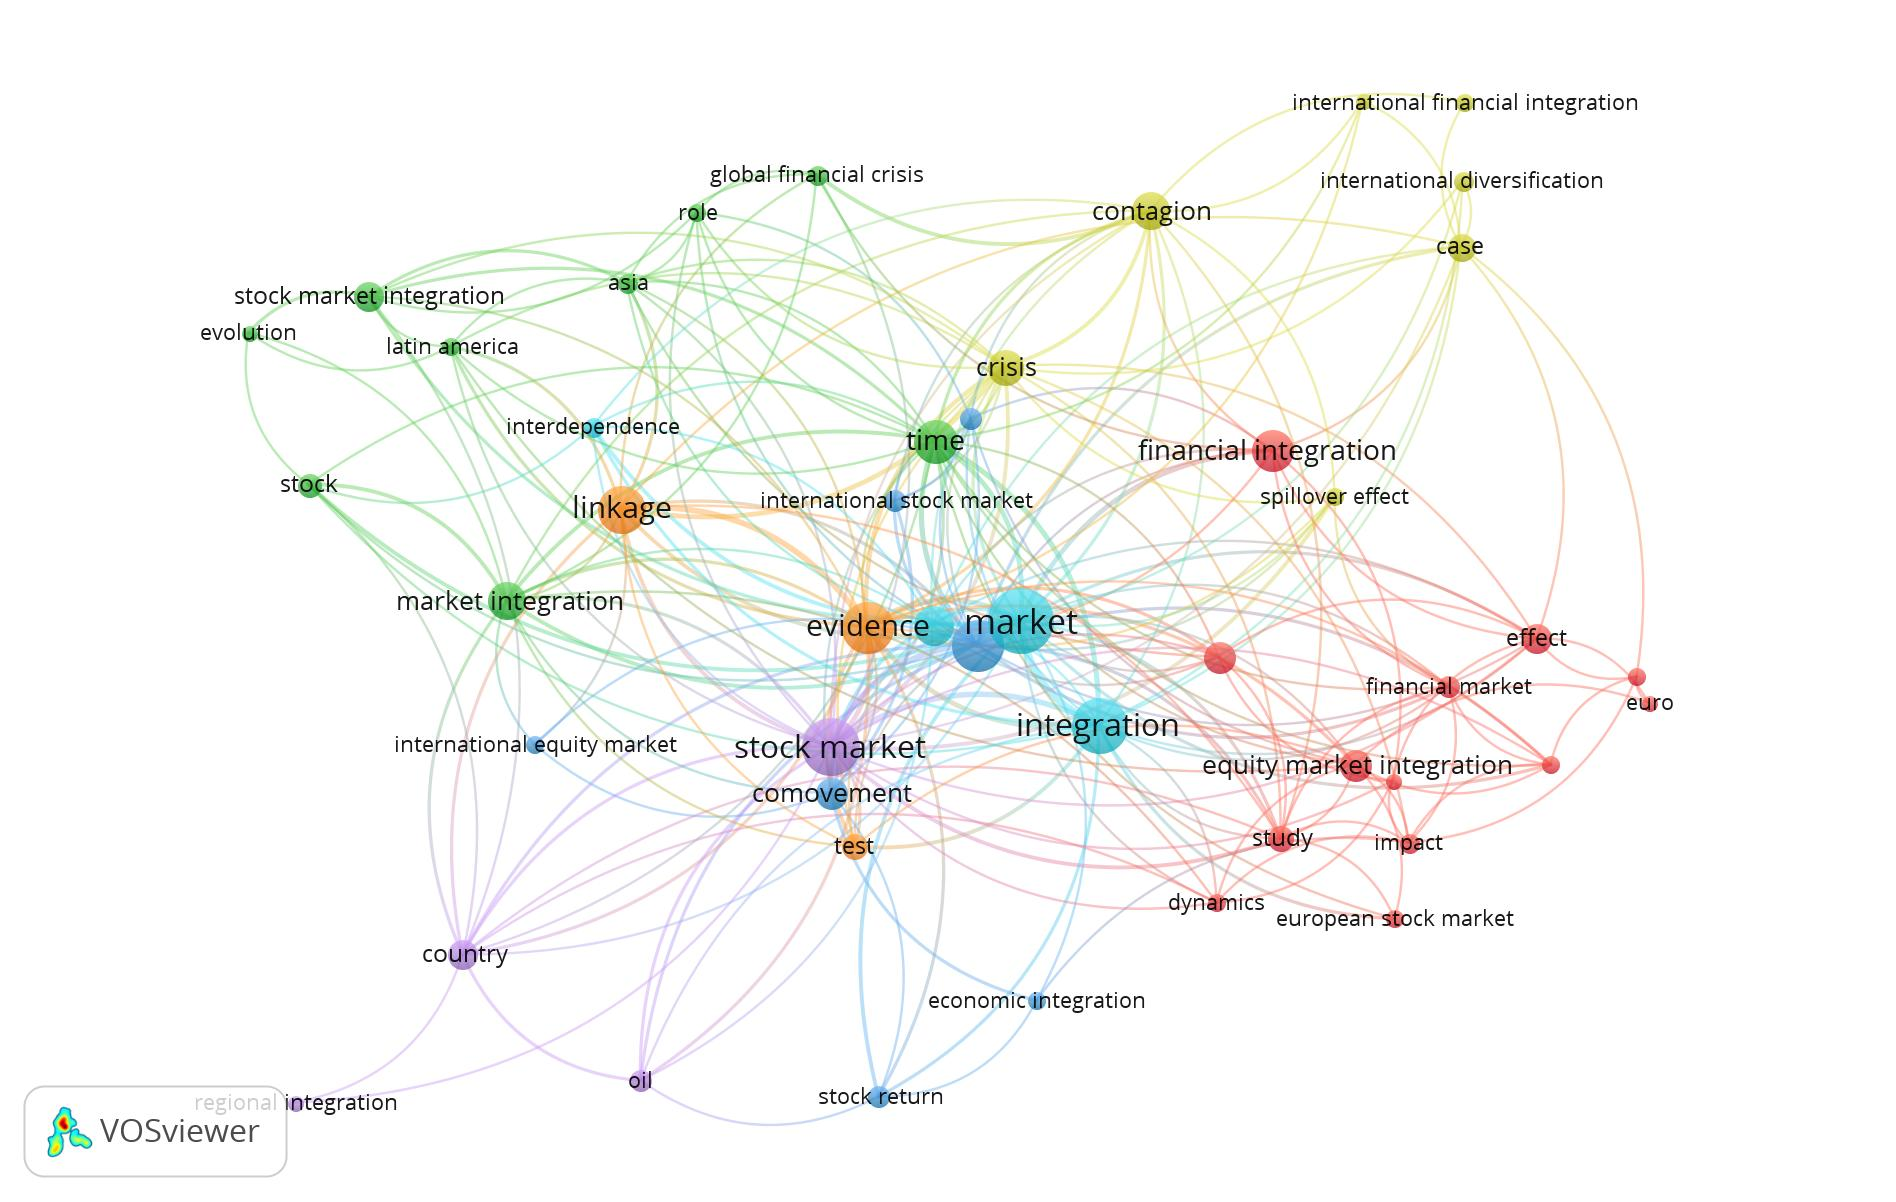 international financial integration
global financial crisis
international diversification
role
contagion
case
asia
stock market integration
evolution
latin america
crisis
interdependence
time
financial integration
stock
international stock market
spillover effect
linkage
market integration
evidence
market
effect
financial market
euro
integration
international equity market
stock market
equity market integration
comovement
test
study
impact
dynamics
european stock market
country
economic integration
oil
stock return
regional integration
VOSviewer